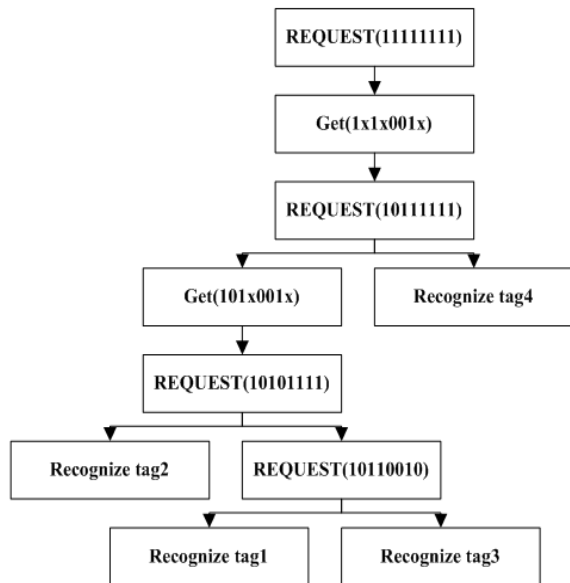 REQUEST(11111111)
Get(1x1x001x)
REQUEST(10111111)
Get(101x001x)
Recognize tag4
REQUEST(10101111)
Recognize tag2
REQUEST(10110010)
Recognize tag1
Recognize tag3